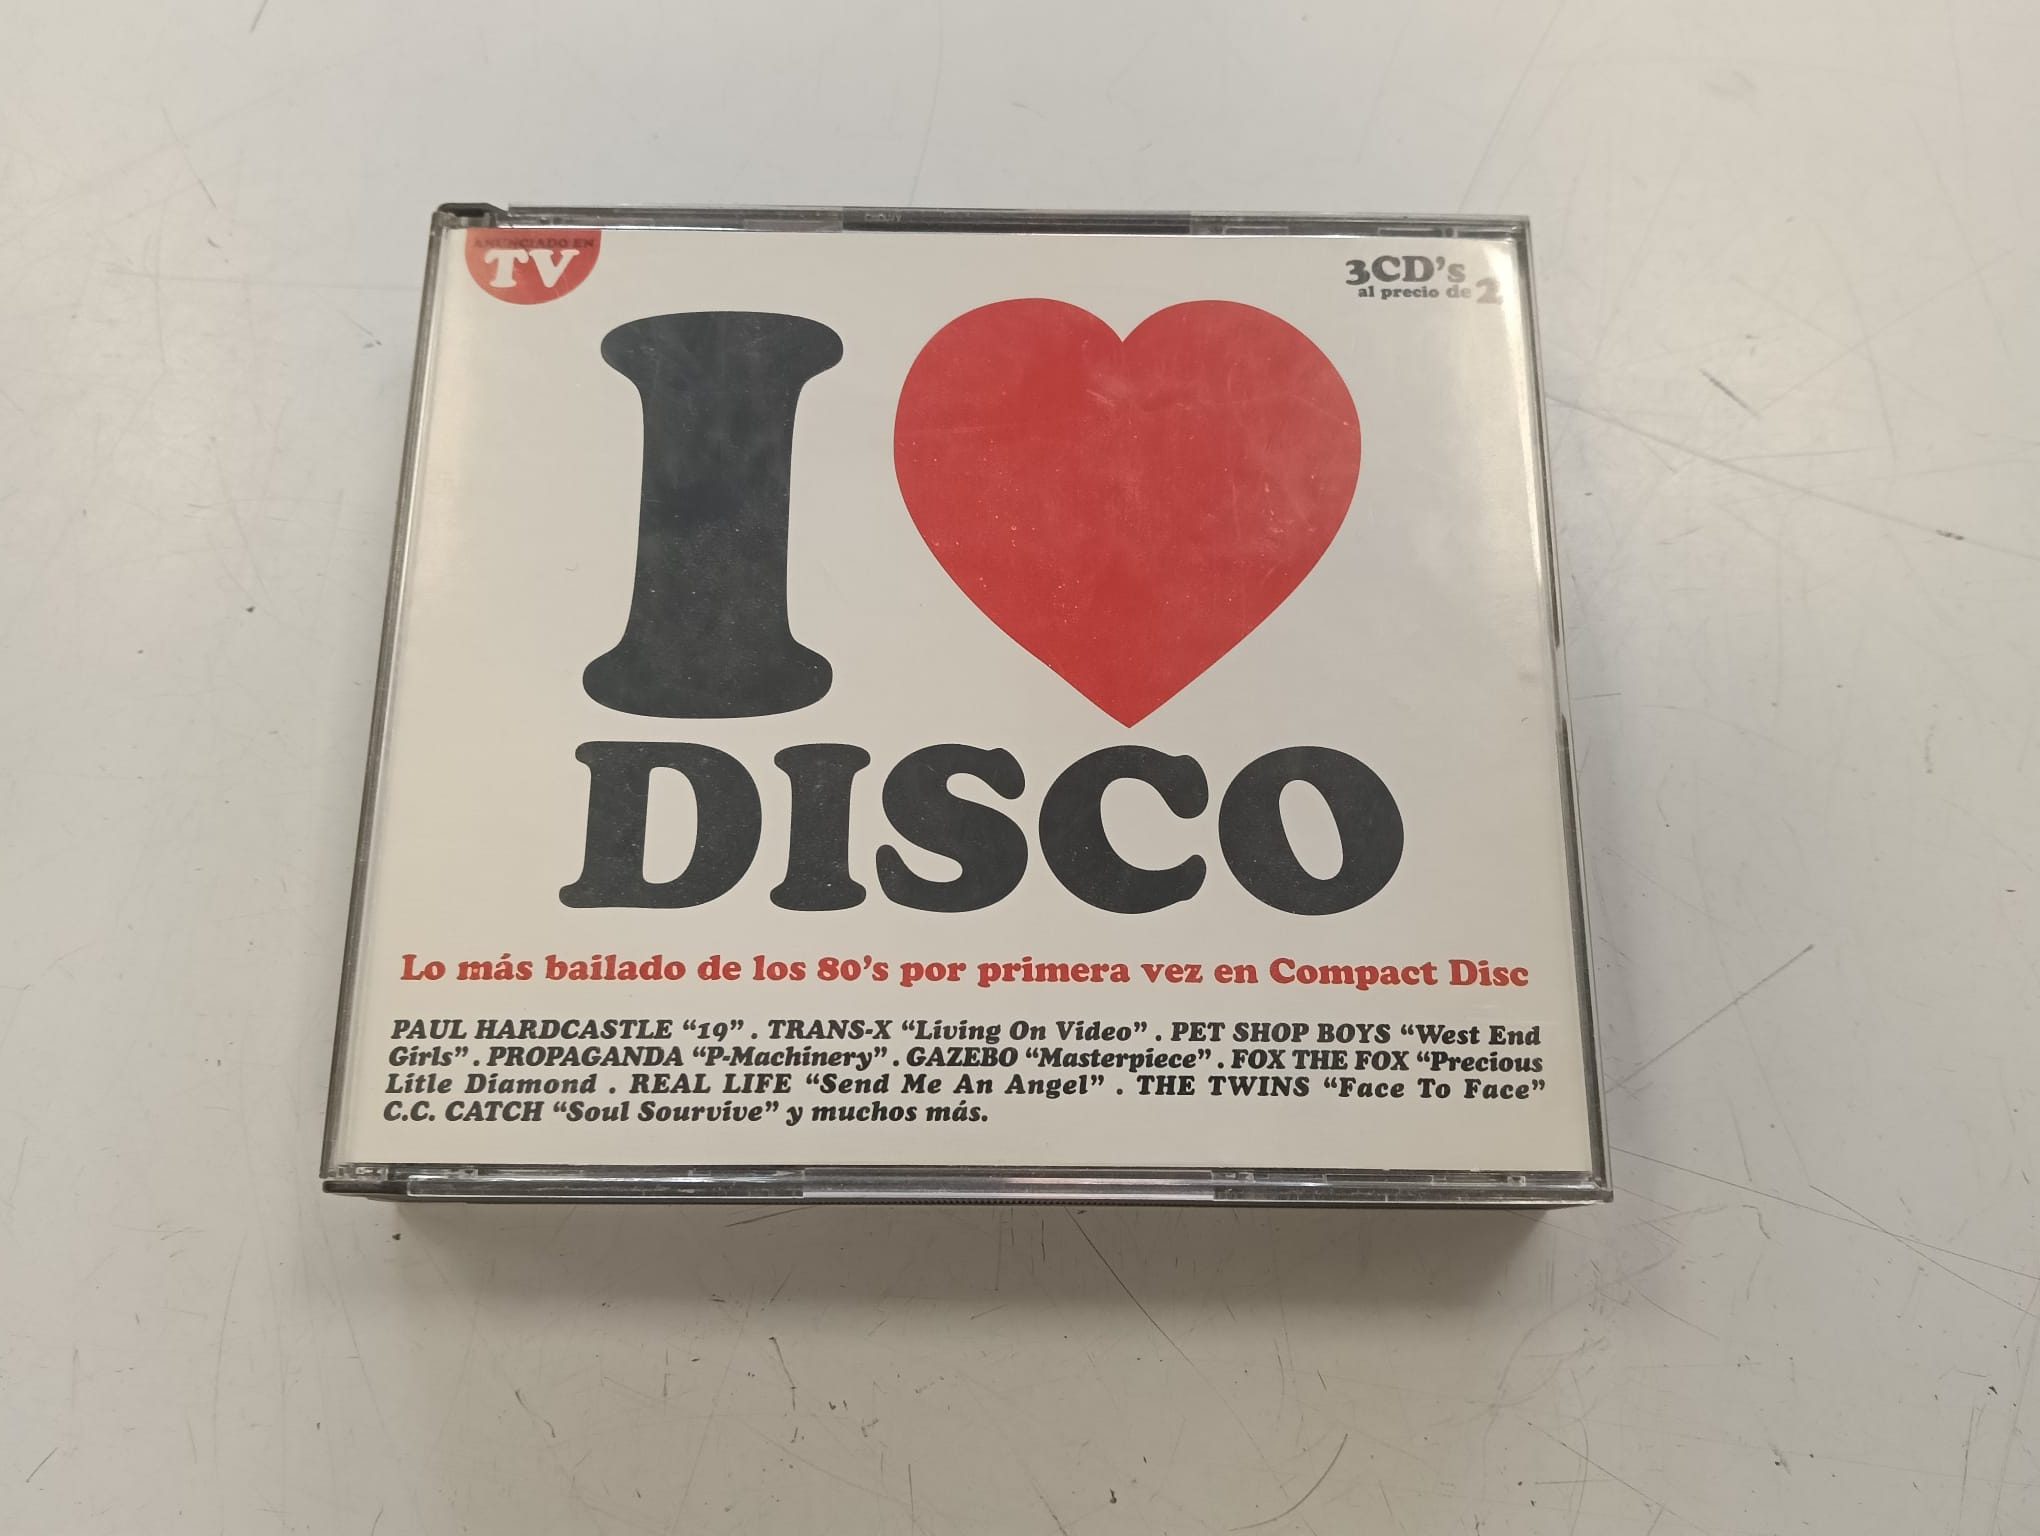 ANUNCIADO EN
TV
3CD's
al precio de 2
I
DISCO
Lo más bailado de los 80's por primera vez en Compact Disc
PAUL HARDCASTLE “19” . TRANS-X “Living On Video” . PET SHOP BOYS “West End
Girls” . PROPAGANDA “P-Machinery” . GAZEBO “Masterpiece” . FOX THE FOX “Precious
Litle Diamond . REAL LIFE “Send Me An Angel” . THE TWINS “Face To Face”
C.C. CATCH “Soul Sourvive” y muchos más.